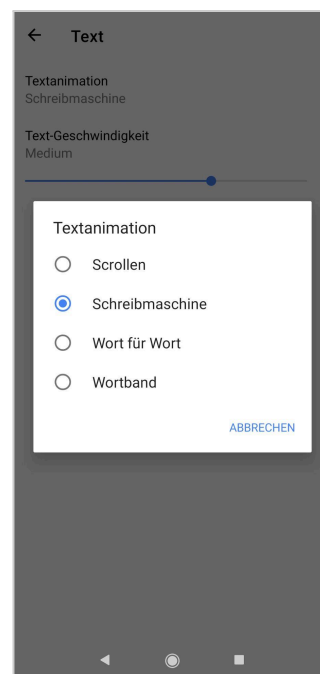 Text
Textanimation
Schreibmaschine
Text-Geschwindigkeit
Medium
Textanimation
Scrollen
Schreibmaschine
Wort für Wort
Wortband
ABBRECHEN